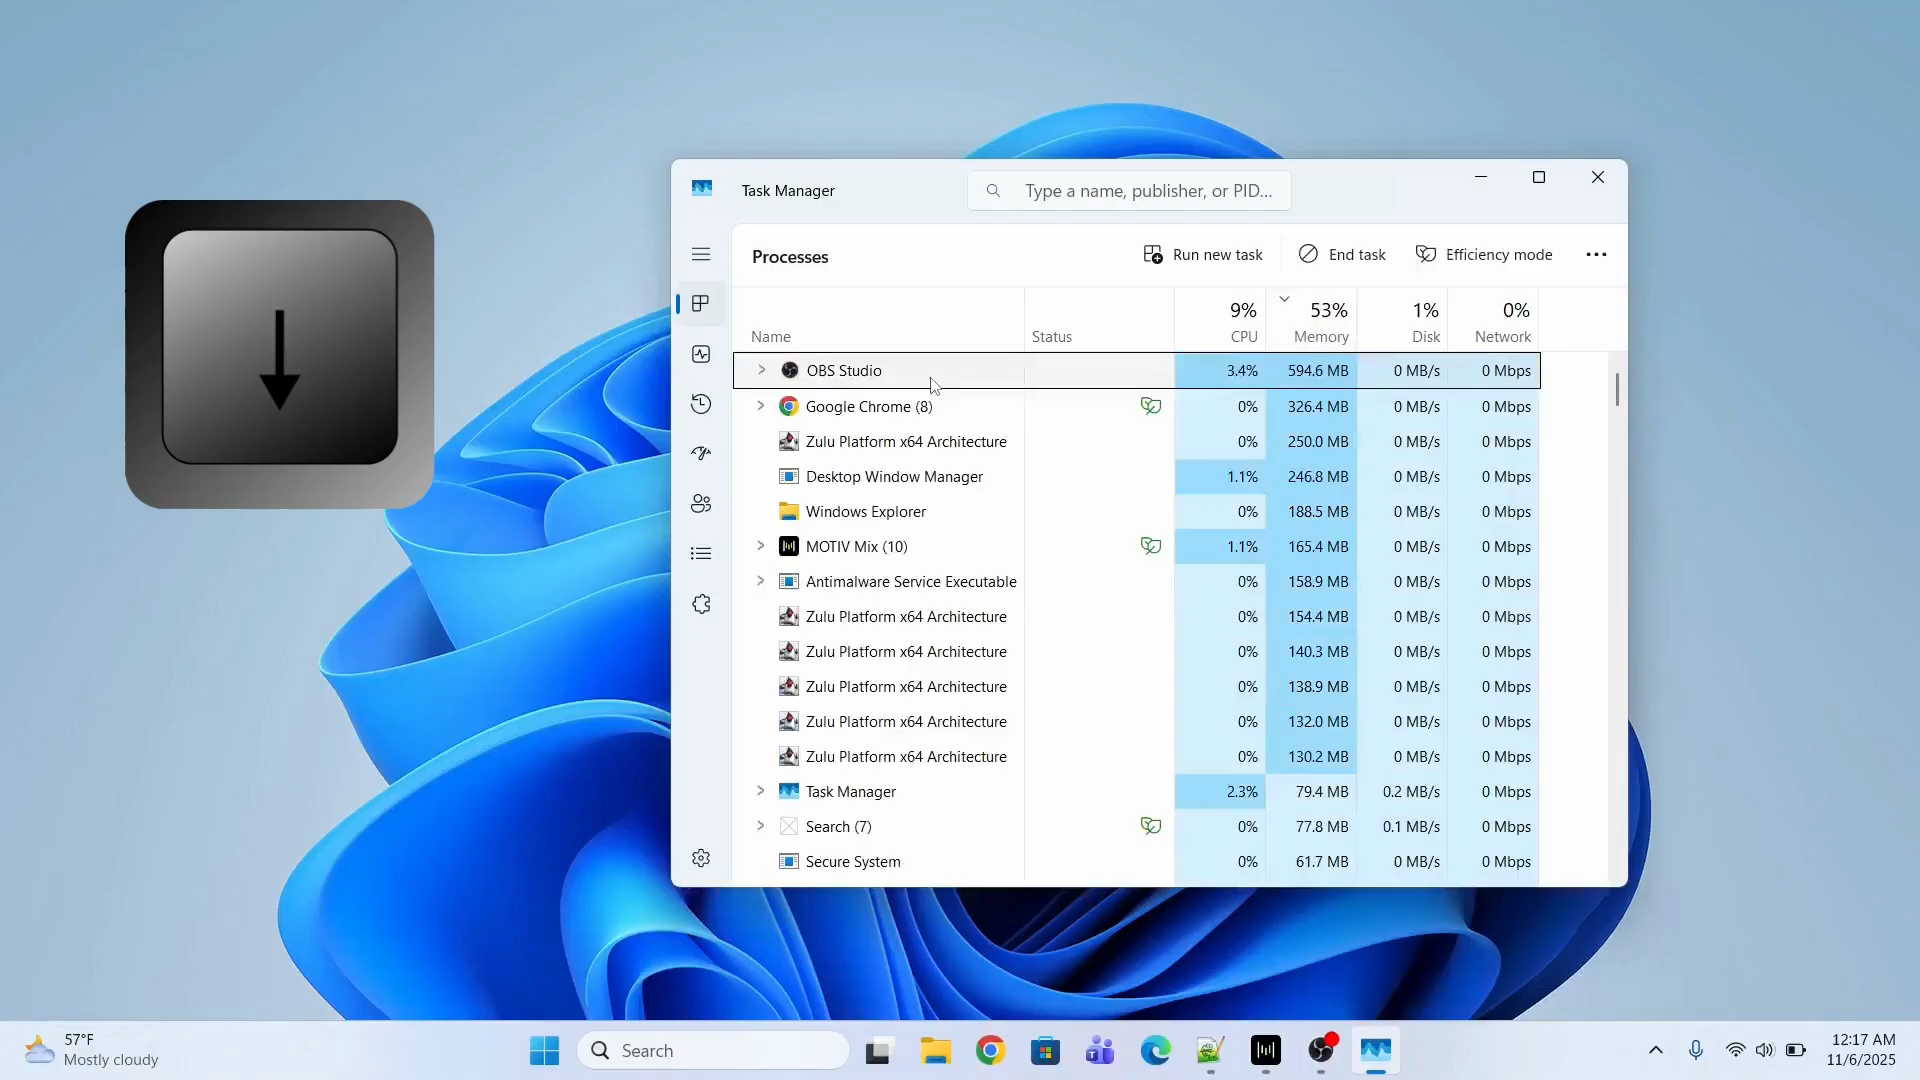 Task Manager
Type a name, publisher, or PID...
Processes
Run new task
End task
Efficiency mode
9% 53% 1% 0%
Name Status CPU Memory Disk Network
OBS Studio 3.4% 594.6 MB 0 MB/s 0 Mbps
Google Chrome (8) 0% 326.4 MB 0 MB/s 0 Mbps
Zulu Platform x64 Architecture 0% 250.0 MB 0 MB/s 0 Mbps
Desktop Window Manager 1.1% 246.8 MB 0 MB/s 0 Mbps
Windows Explorer 0% 188.5 MB 0 MB/s 0 Mbps
MOTIV Mix (10) 1.1% 165.4 MB 0 MB/s 0 Mbps
Antimalware Service Executable 0% 158.9 MB 0 MB/s 0 Mbps
Zulu Platform x64 Architecture 0% 154.4 MB 0 MB/s 0 Mbps
Zulu Platform x64 Architecture 0% 140.3 MB 0 MB/s 0 Mbps
Zulu Platform x64 Architecture 0% 138.9 MB 0 MB/s 0 Mbps
Zulu Platform x64 Architecture 0% 132.0 MB 0 MB/s 0 Mbps
Zulu Platform x64 Architecture 0% 130.2 MB 0 MB/s 0 Mbps
Task Manager 2.3% 79.4 MB 0.2 MB/s 0 Mbps
Search (7) 0% 77.8 MB 0.1 MB/s 0 Mbps
Secure System 0% 61.7 MB 0 MB/s 0 Mbps
57°F
Mostly cloudy
Search
12:17 AM
11/6/2025